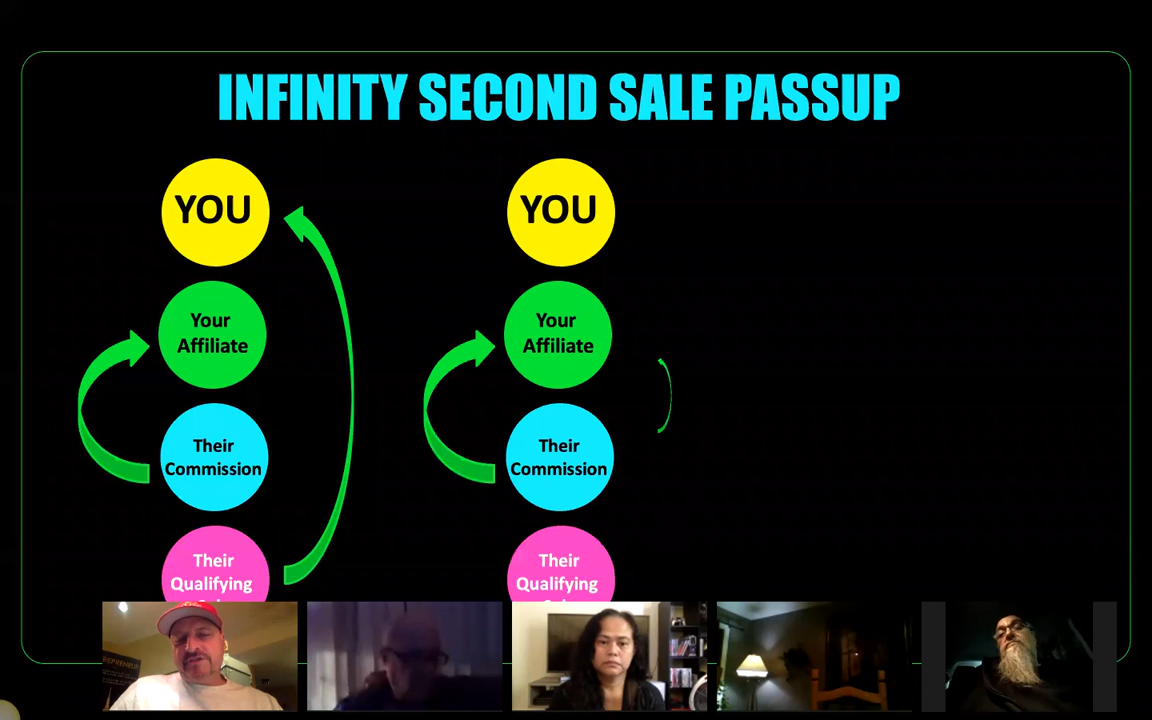 INFINITY SECOND SALE PASSUP
YOU
YOU
Your
Affiliate
Your
Affiliate
Their
Commission
Their
Commission
Their
Qualifying
Their
Qualifying